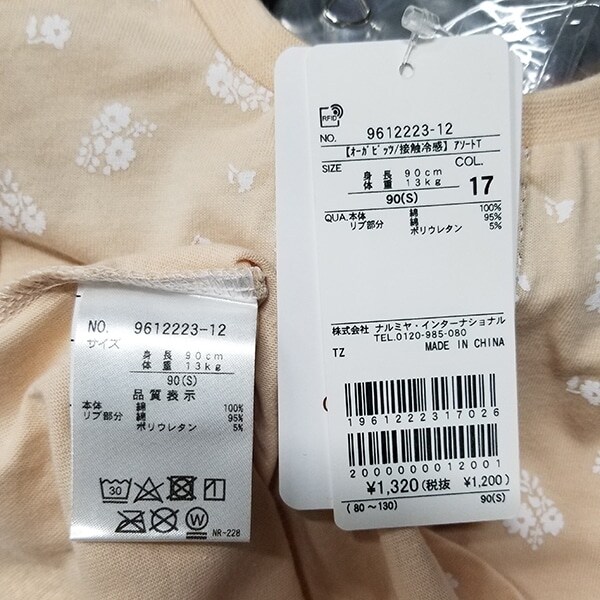 NO. 9612223-12
サイズ
身長 90cm
体重 13kg
90(S)
品質表示
本体 綿 100%
リブ部分 綿 95%
ポリウレタン 5%
30
W
NR-228
RFID
NO. 9612223-12
【オーガビッツ/接触冷感】アソートT
SIZE COL.
身長 90cm
体重 13kg 17
90(S)
QUA.本体 綿 100%
リブ部分 綿 95%
ポリウレタン 5%
株式会社 ナルミヤ・インターナショナル
TEL.0120-985-080
TZ MADE IN CHINA
1961222317026
2000000012001
¥1,320(税抜 ¥1,200)
(80～130) 90(S)